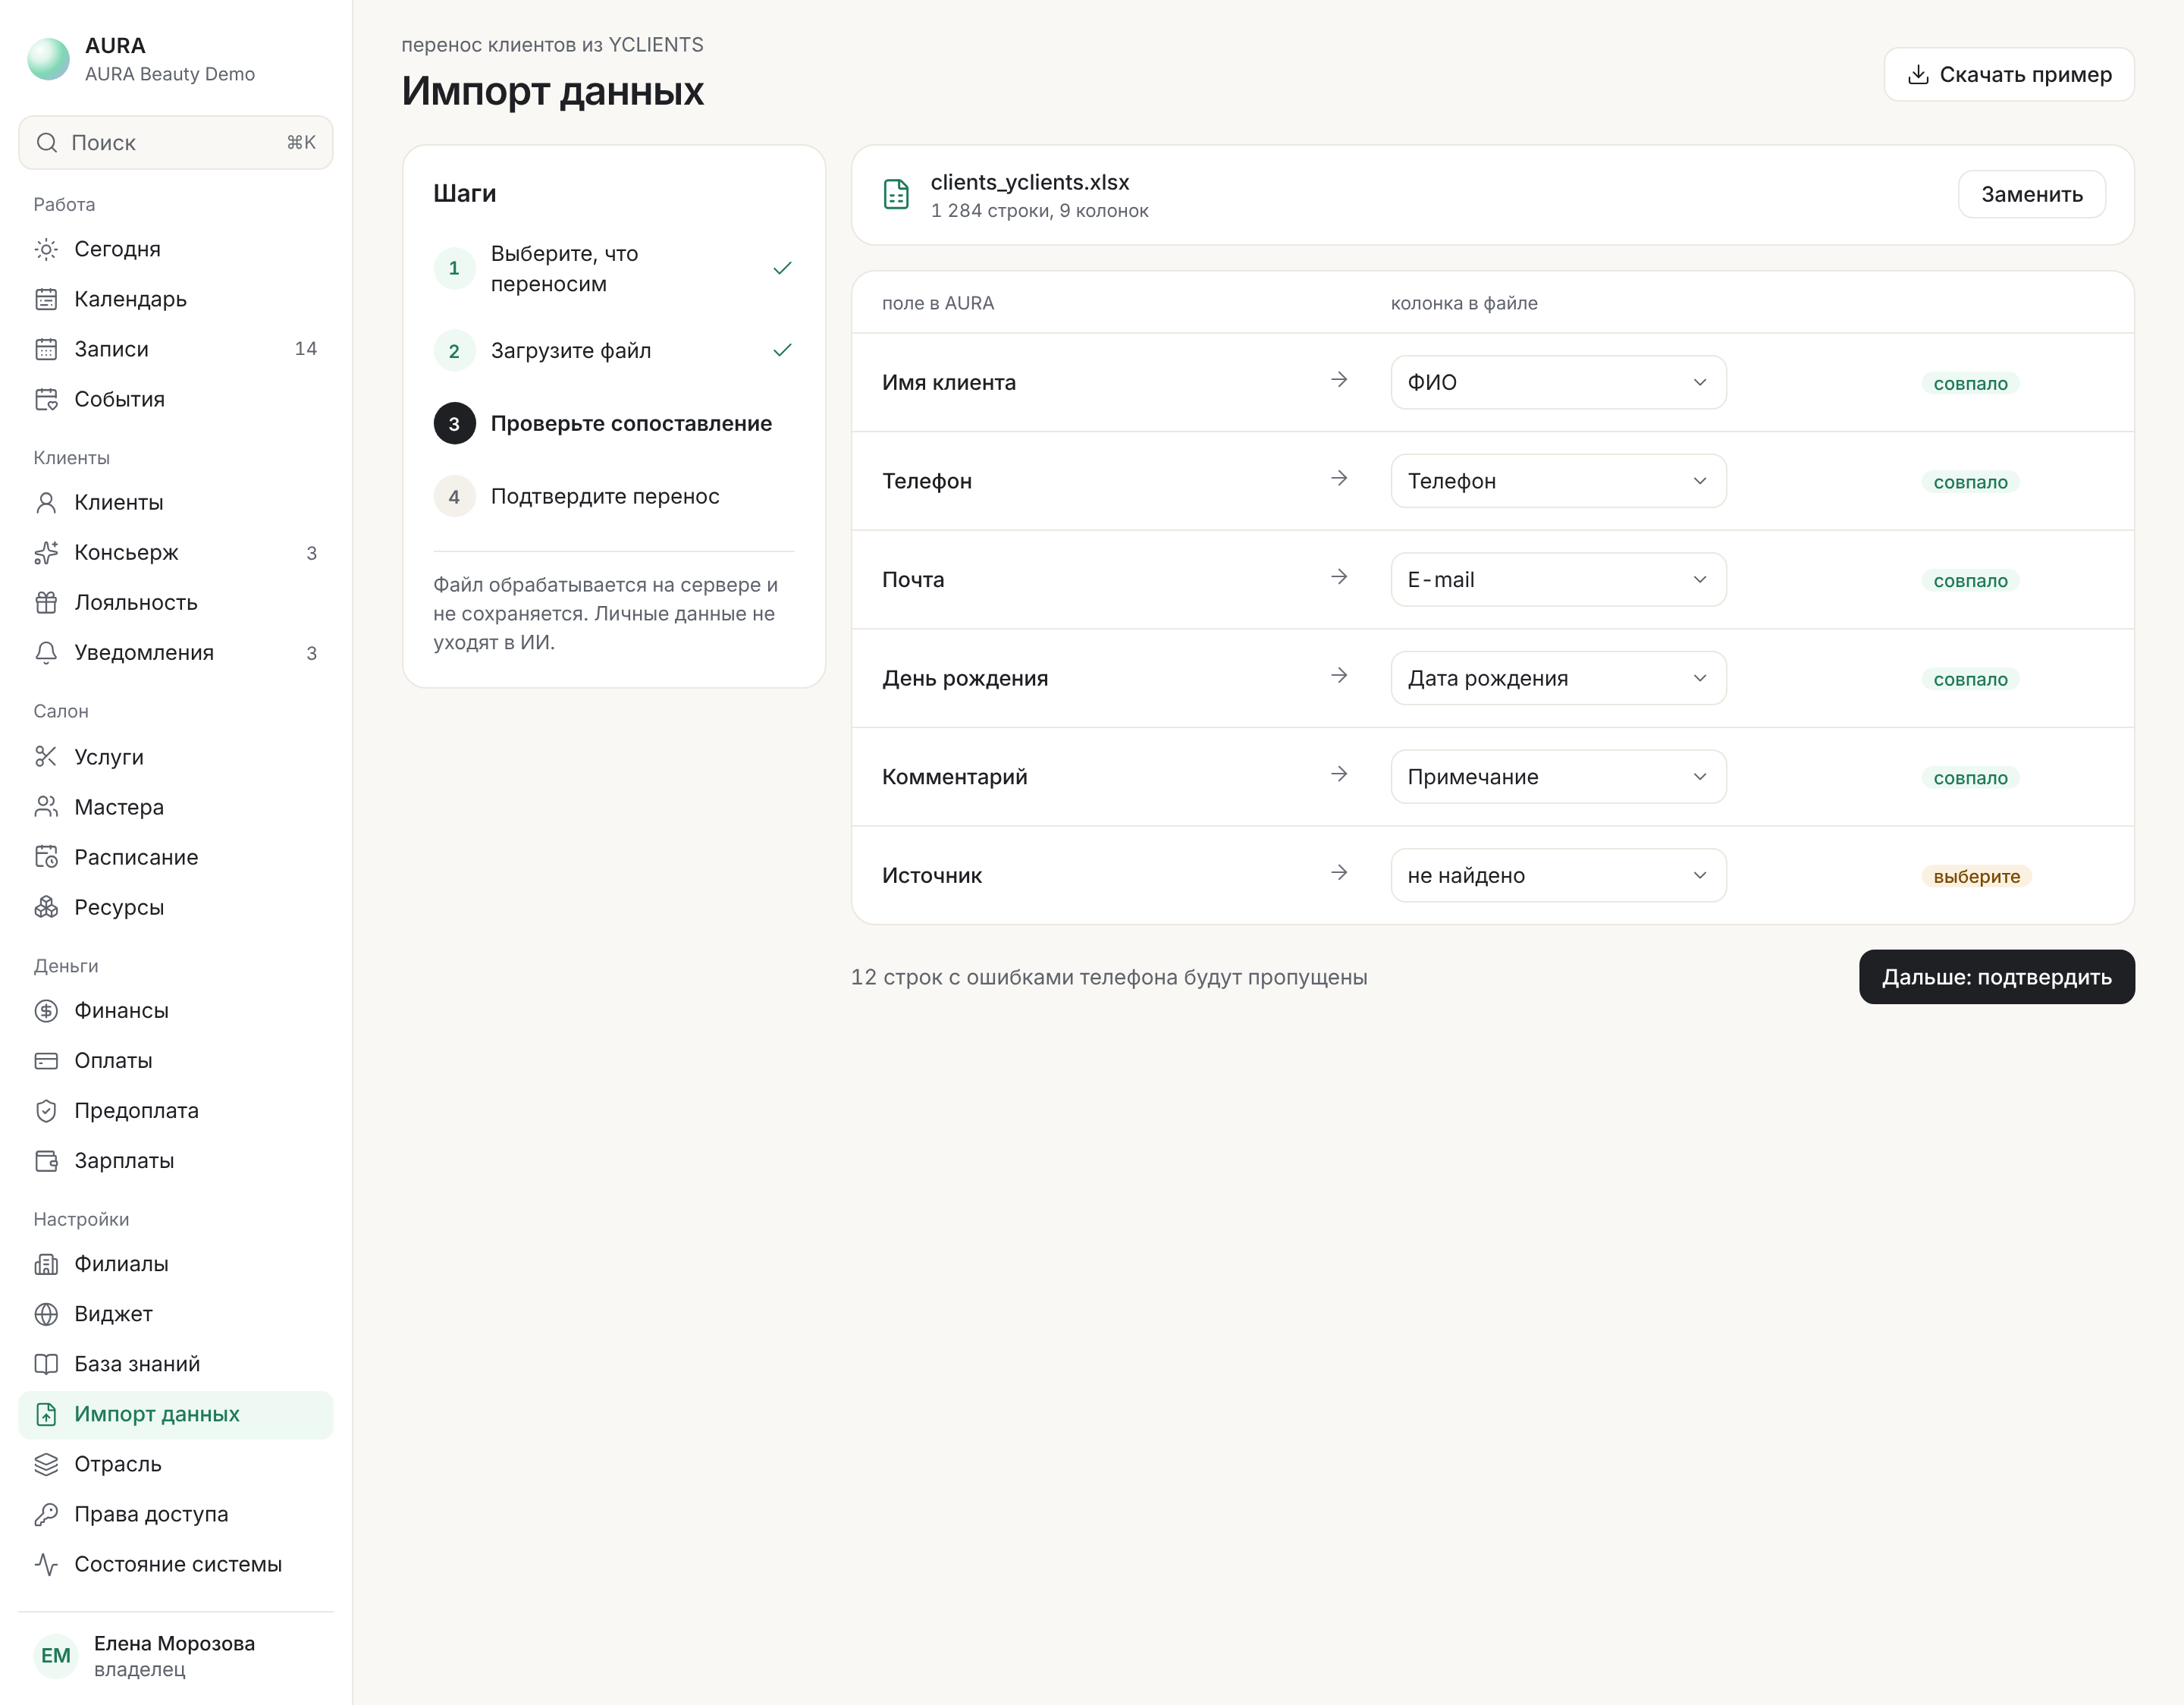 AURA
AURA Beauty Demo
Поиск ⌘K
Работа
Сегодня
Календарь
Записи 14
События
Клиенты
Клиенты
Консьерж 3
Лояльность
Уведомления 3
Салон
Услуги
Мастера
Расписание
Ресурсы
Деньги
Финансы
Оплаты
Предоплата
Зарплаты
Настройки
Филиалы
Виджет
База знаний
Импорт данных
Отрасль
Права доступа
Состояние системы
ЕМ
Елена Морозова
владелец
перенос клиентов из YCLIENTS
Импорт данных
Скачать пример
Шаги
1 Выберите, что
переносим
2 Загрузите файл
3 Проверьте сопоставление
4 Подтвердите перенос
Файл обрабатывается на сервере и
не сохраняется. Личные данные не
уходят в ИИ.
clients_yclients.xlsx
1 284 строки, 9 колонок
Заменить
поле в AURA колонка в файле
Имя клиента → ФИО совпало
Телефон → Телефон совпало
Почта → E-mail совпало
День рождения → Дата рождения совпало
Комментарий → Примечание совпало
Источник → не найдено выберите
12 строк с ошибками телефона будут пропущены
Дальше: подтвердить